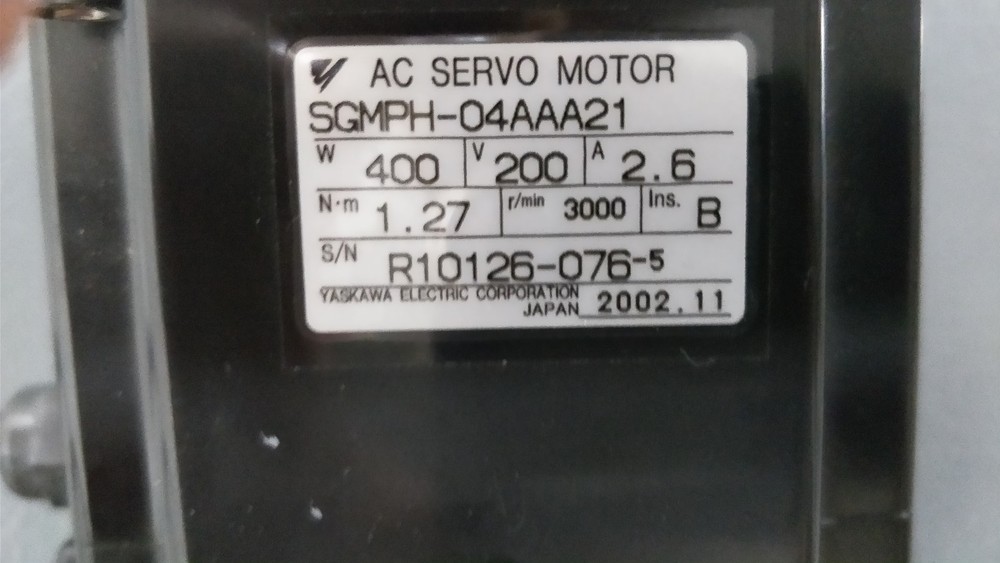 AC SERVO MOTOR
SGMPH-04AAA21
W 400 V 200 A 2.6
N·m 1.27 r/min 3000 Ins. B
S/N R10126-076-5
YASKAWA ELECTRIC CORPORATION
JAPAN 2002.11